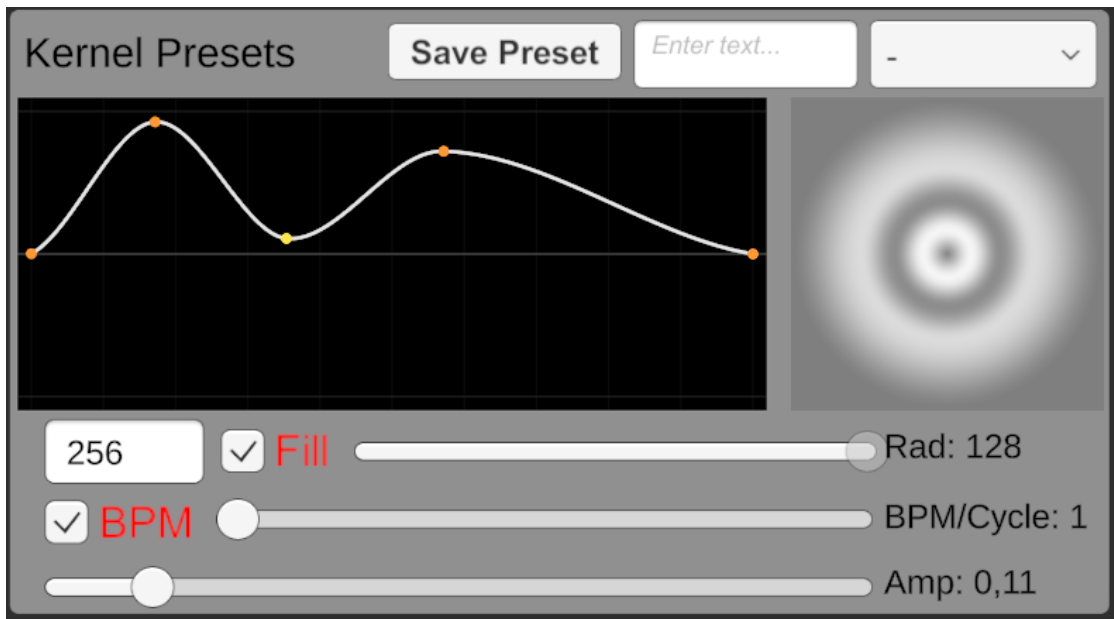 Kernel Presets Save Preset Enter text... -
256 Fill Rad: 128
BPM BPM/Cycle: 1
Amp: 0,11